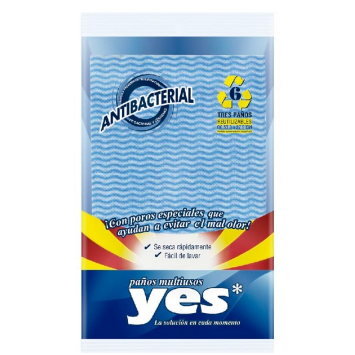 ANTIBACTERIAL
6
TRES PAÑOS
REUTILIZABLES
¡Con poros especiales que
ayudan a evitar el mal olor!
✔ Se seca rápidamente
✔ Fácil de lavar
paños multiusos
yes*
La solución en cada momento